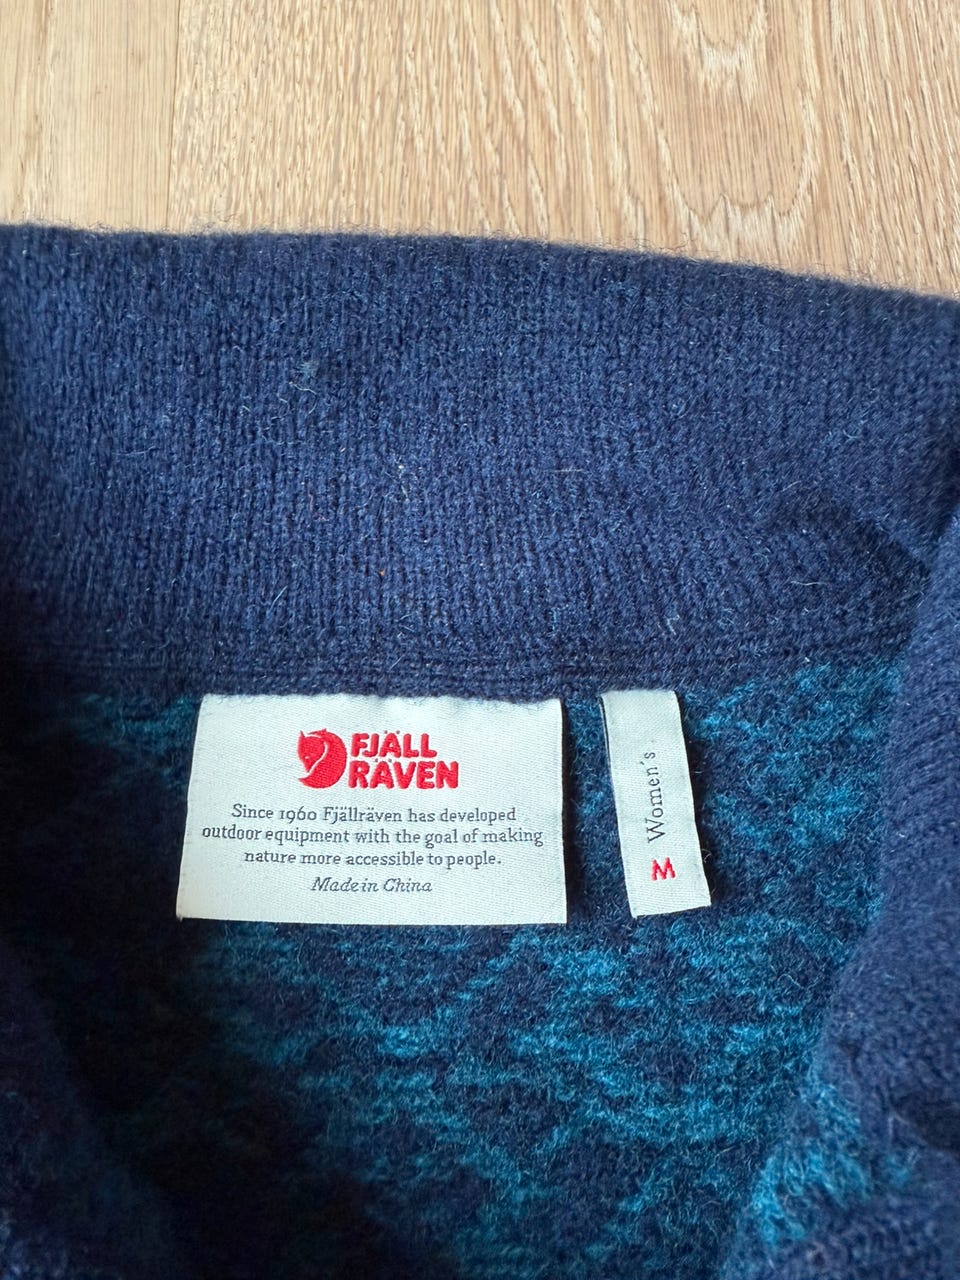 FJÄLL
RÄVEN
Since 1960 Fjällräven has developed
outdoor equipment with the goal of making
nature more accessible to people.
Made in China
Women's
M